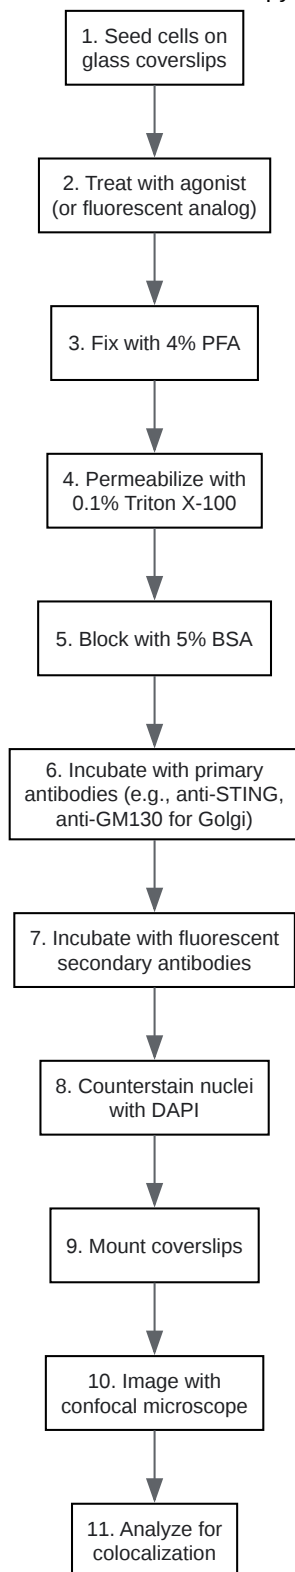 1. Seed cells on
glass coverslips
2. Treat with agonist
(or fluorescent analog)
3. Fix with 4% PFA
4. Permeabilize with
0.1% Triton X-100
5. Block with 5% BSA
6. Incubate with primary
antibodies (e.g., anti-STING,
anti-GM130 for Golgi)
7. Incubate with fluorescent
secondary antibodies
8. Counterstain nuclei
with DAPI
9. Mount coverslips
10. Image with
confocal microscope
11. Analyze for
colocalization